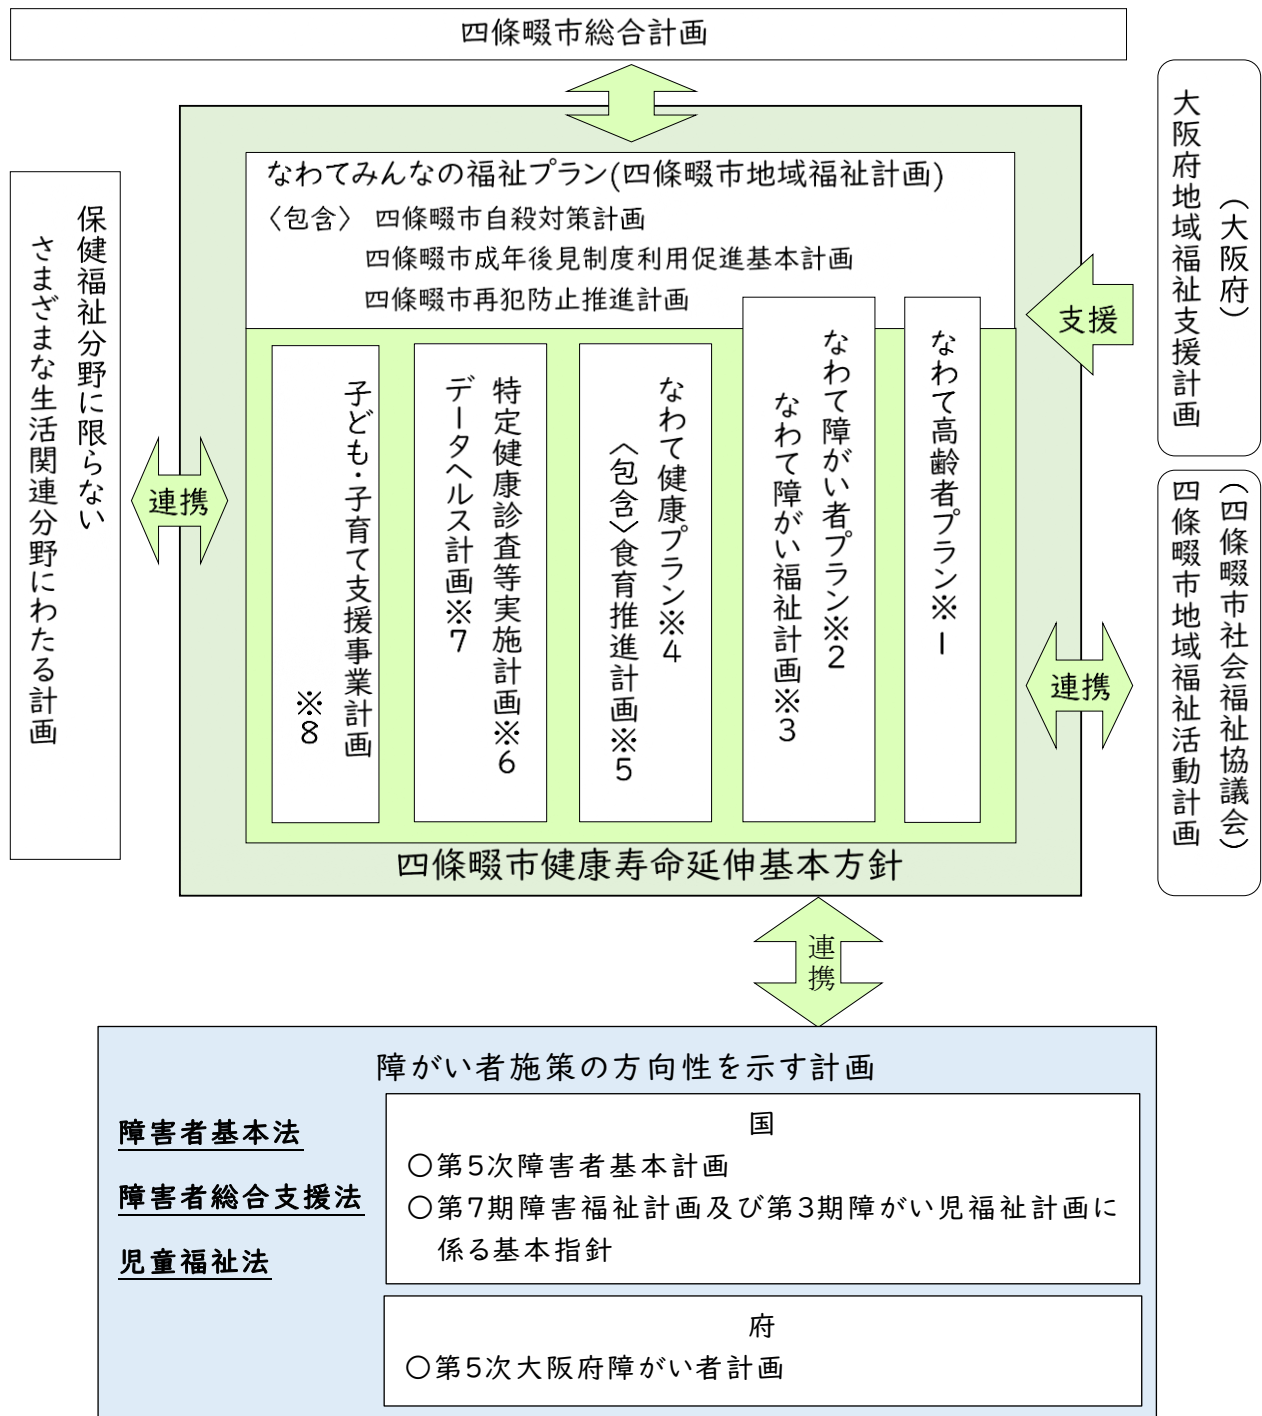 四條畷市総合計画
なわてみんなの福祉プラン(四條畷市地域福祉計画)
〈包含〉 四條畷市自殺対策計画
四條畷市成年後見制度利用促進基本計画
四條畷市再犯防止推進計画
なわて高齢者プラン※1
なわて障がい者プラン※2
なわて障がい福祉計画※3
なわて健康プラン※4
〈包含〉食育推進計画※5
特定健康診査等実施計画※6
データヘルス計画※7
子ども・子育て支援事業計画
※8
四條畷市健康寿命延伸基本方針
(大阪府)
大阪府地域福祉支援計画
支援
(四條畷市社会福祉協議会)
四條畷市地域福祉活動計画
連携
保健福祉分野に限らない
さまざまな生活関連分野にわたる計画
連携
連携
障がい者施策の方向性を示す計画
障害者基本法
障害者総合支援法
児童福祉法
国
○第5次障害者基本計画
○第7期障害福祉計画及び第3期障がい児福祉計画に
係る基本指針
府
○第5次大阪府障がい者計画